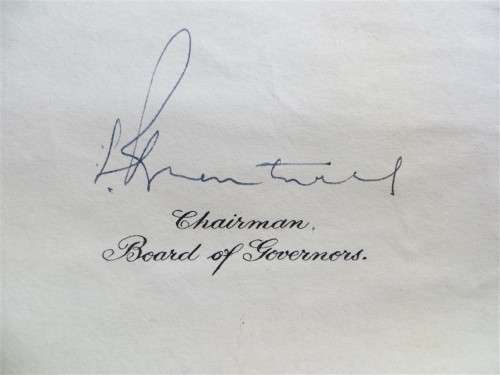 Chairman.
Board of Governors.